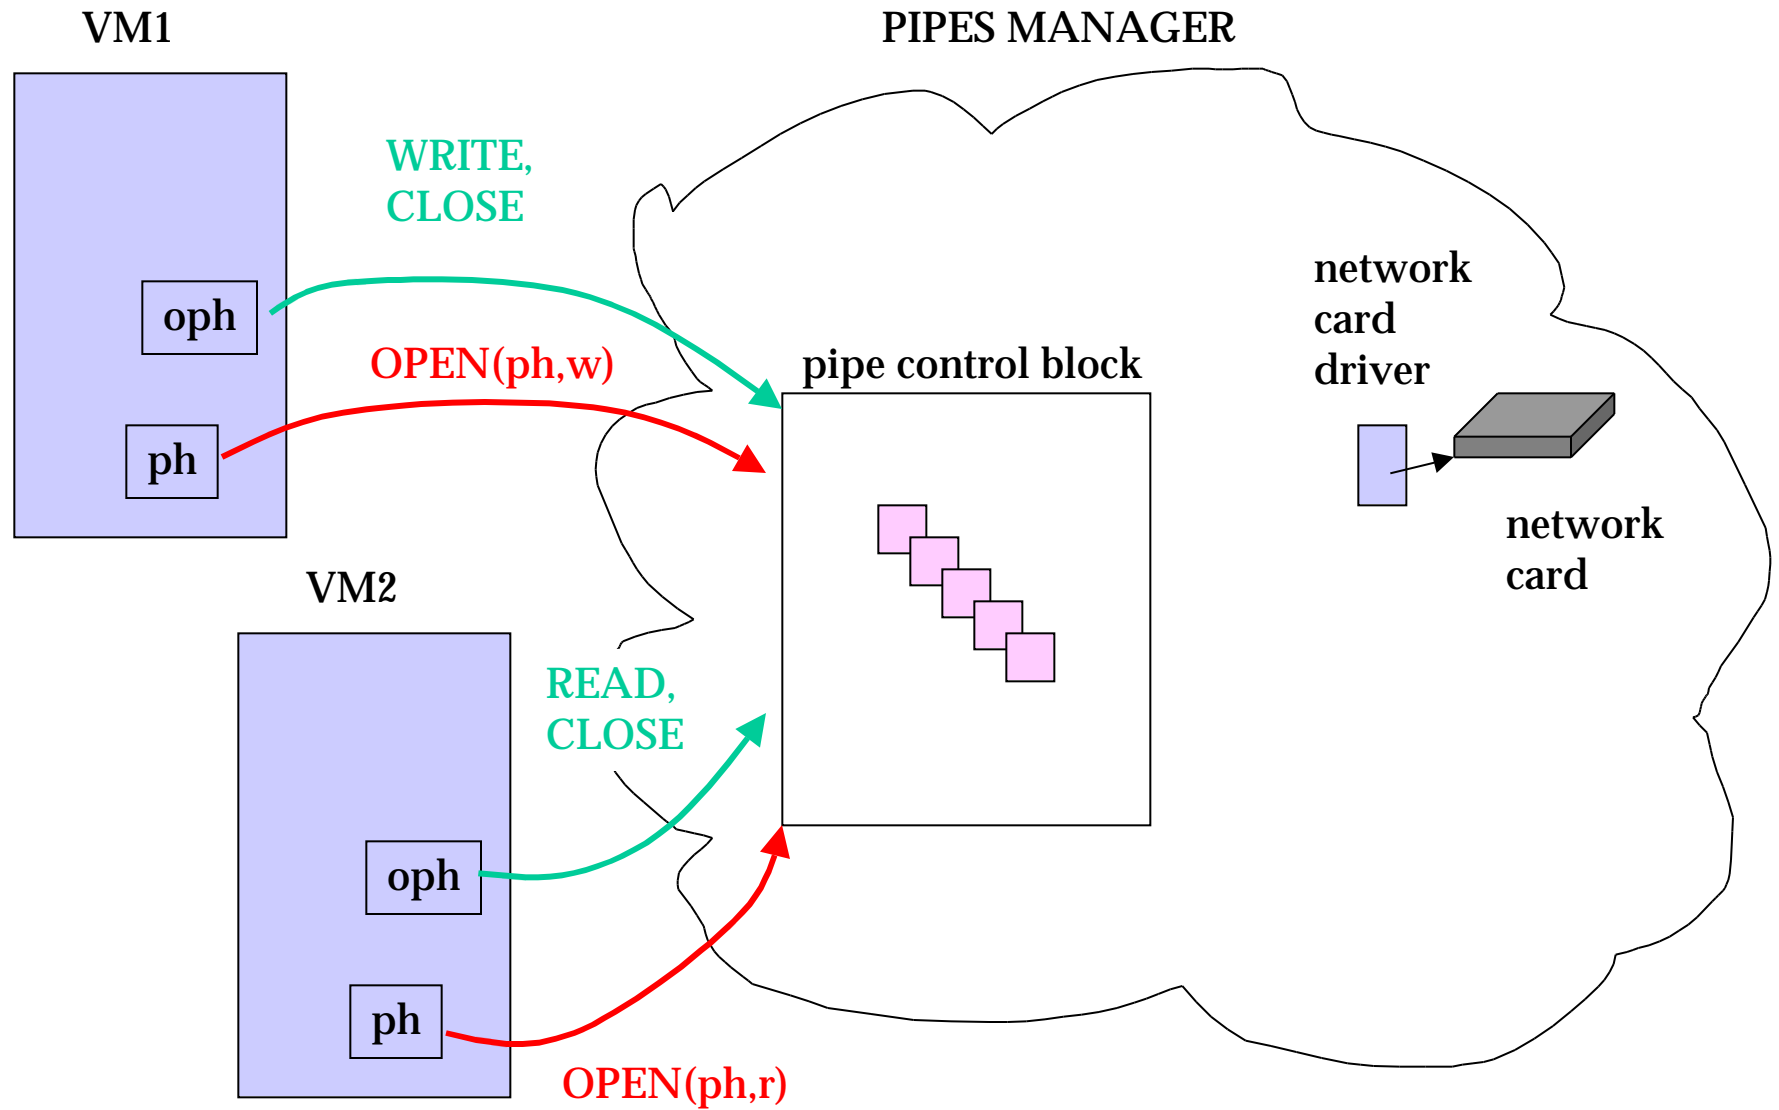 VM1
PIPES MANAGER
WRITE,
CLOSE
oph
OPEN(ph,w)
ph
pipe control block
network
card
driver
network
card
VM2
READ,
CLOSE
oph
ph
OPEN(ph,r)